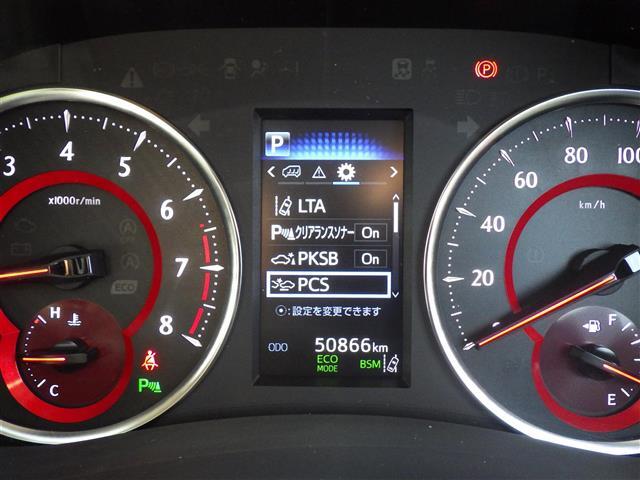 P
LTA
クリアランスソナー On
PKSB On
PCS
:設定を変更できます
ODO 50866km
ECO MODE BSM
3
4
5
6
7
8
x1000r/min
ECO
H
C
P
P
20
40
60
80
100
km/h
F
E